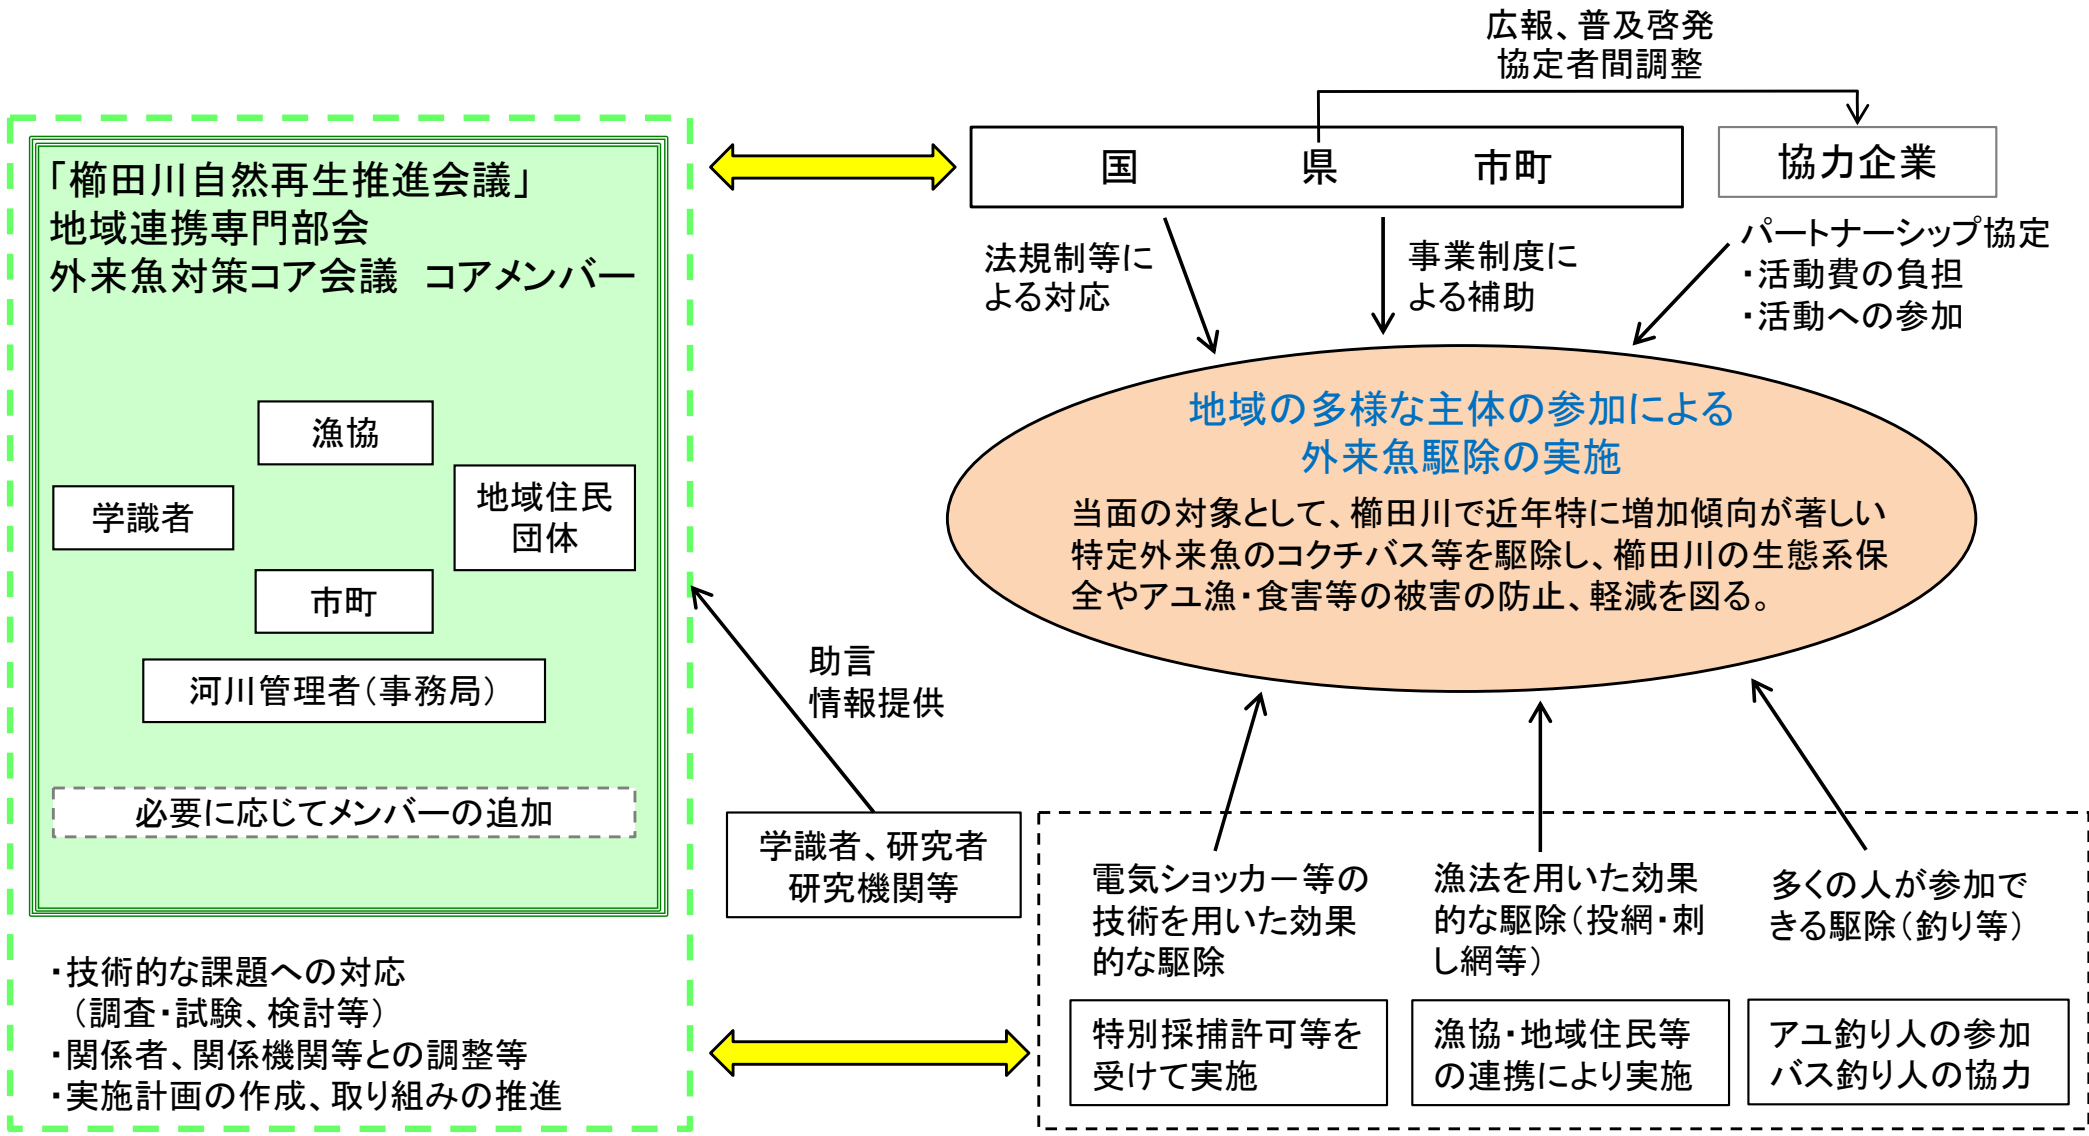 広報、普及啓発
協定者間調整
「櫛田川自然再生推進会議」
地域連携専門部会
外来魚対策コア会議　コアメンバー
漁協
学識者
地域住民
団体
市町
河川管理者（事務局）
必要に応じてメンバーの追加
・技術的な課題への対応
（調査・試験、検討等）
・関係者、関係機関等との調整等
・実施計画の作成、取り組みの推進
国　県　市町
協力企業
法規制等に
よる対応
事業制度に
よる補助
パートナーシップ協定
・活動費の負担
・活動への参加
地域の多様な主体の参加による
外来魚駆除の実施
当面の対象として、櫛田川で近年特に増加傾向が著しい
特定外来魚のコクチバス等を駆除し、櫛田川の生態系保
全やアユ漁・食害等の被害の防止、軽減を図る。
助言
情報提供
学識者、研究者
研究機関等
電気ショッカー等の
技術を用いた効果
的な駆除
漁法を用いた効果
的な駆除（投網・刺
し網等）
多くの人が参加で
きる駆除（釣り等）
特別採捕許可等を
受けて実施
漁協・地域住民等
の連携により実施
アユ釣り人の参加
バス釣り人の協力